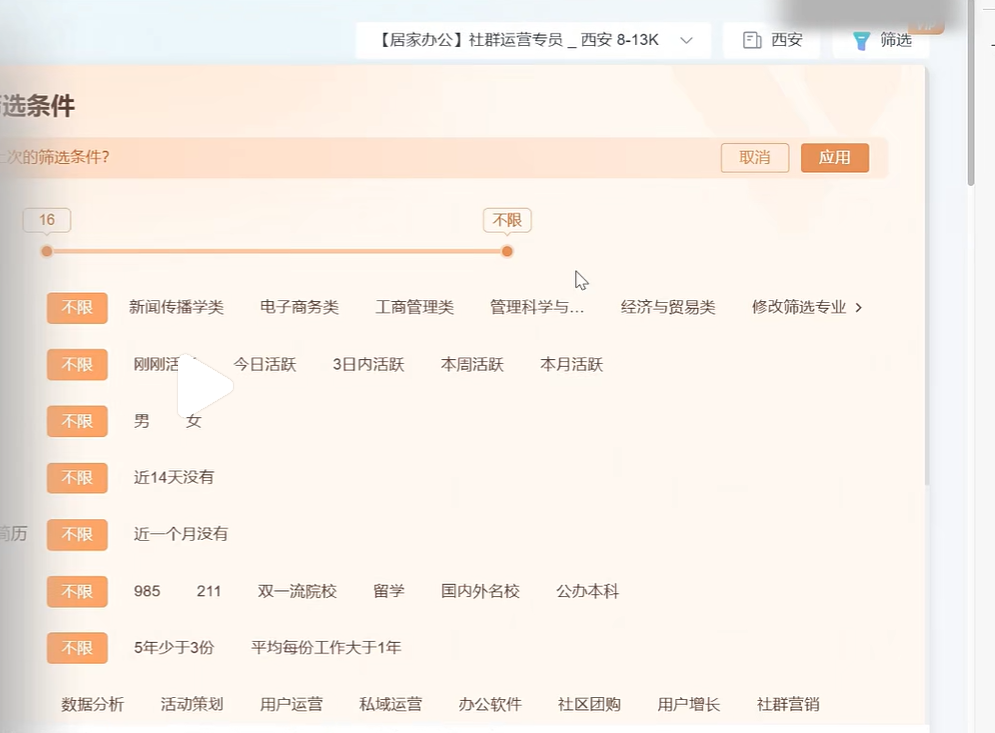 【居家办公】社群运营专员 _ 西安 8-13K 西安 筛选
选条件
次的筛选条件? 取消 应用
16 不限
不限 新闻传播学类 电子商务类 工商管理类 管理科学与... 经济与贸易类 修改筛选专业 >
不限 刚刚活 今日活跃 3日内活跃 本周活跃 本月活跃
不限 男 女
不限 近14天没有
简历 不限 近一个月没有
不限 985 211 双一流院校 留学 国内外名校 公办本科
不限 5年少于3份 平均每份工作大于1年
数据分析 活动策划 用户运营 私域运营 办公软件 社区团购 用户增长 社群营销